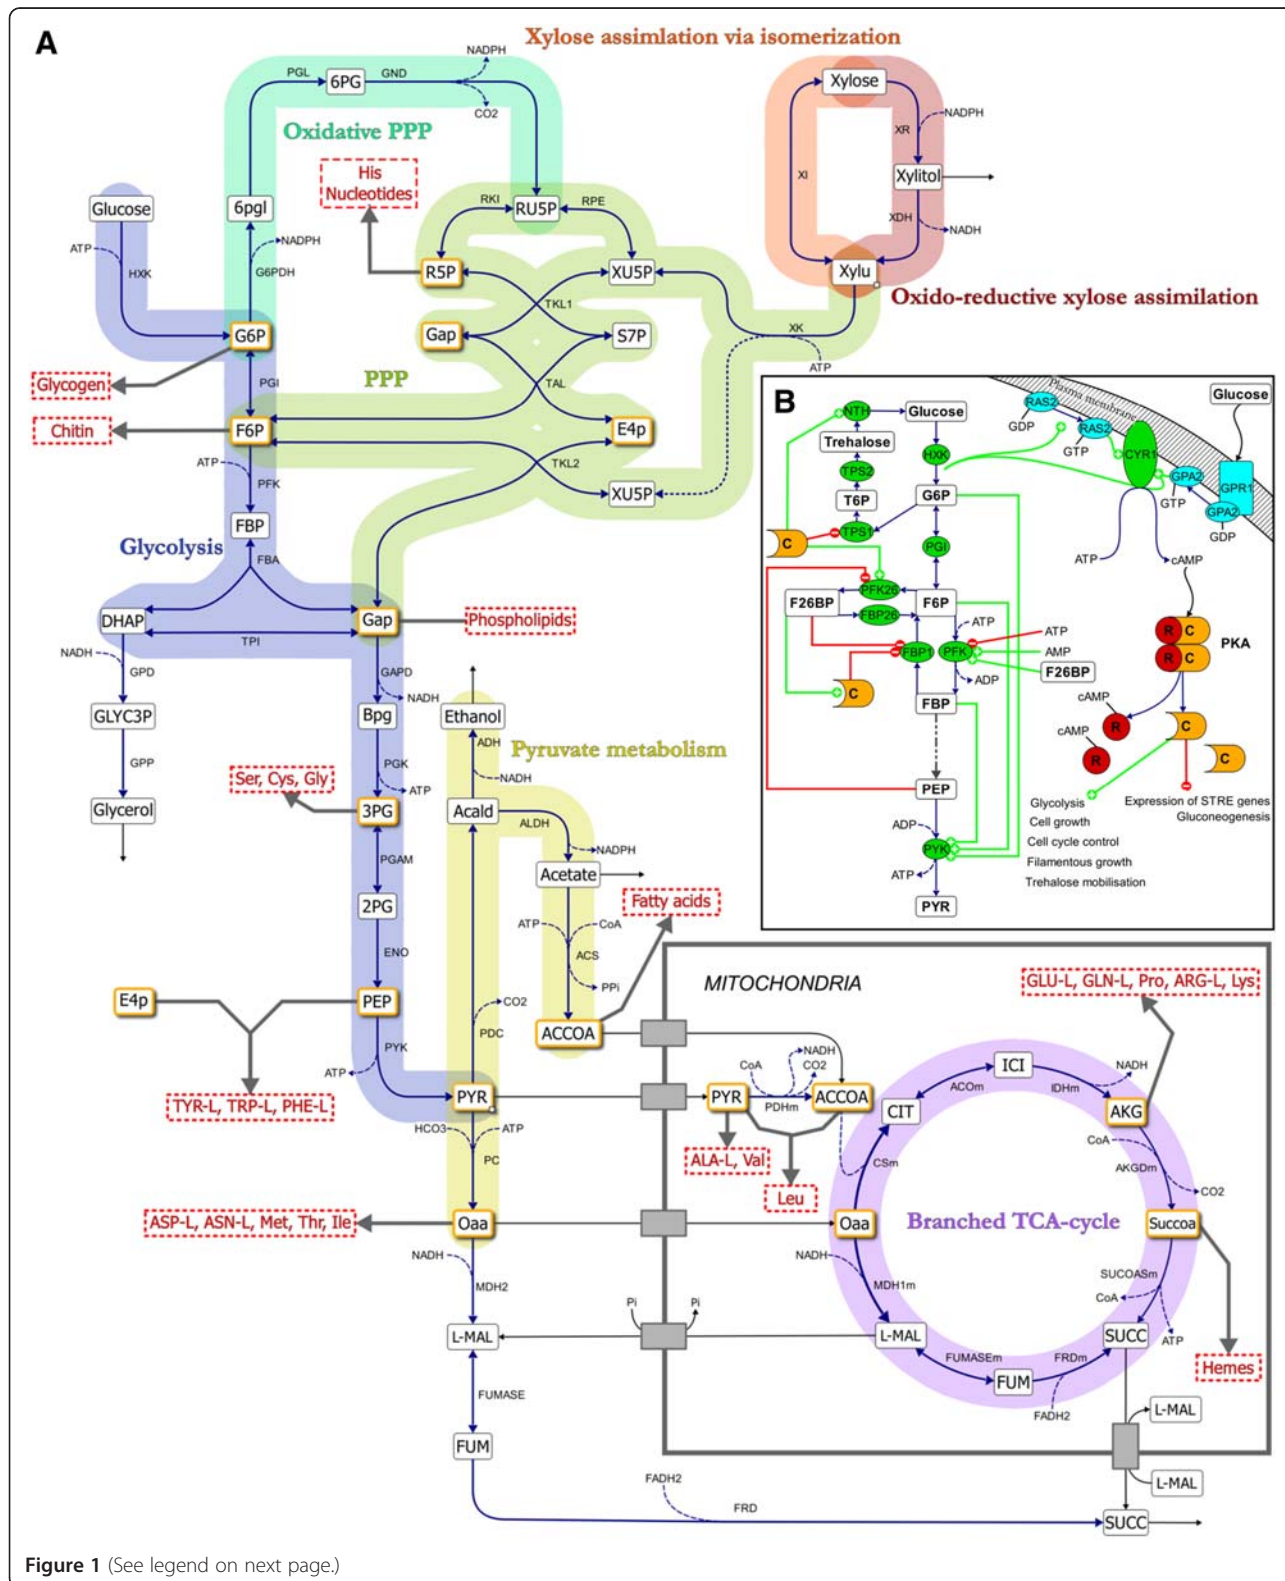 A
Xylose assimlation via isomerization
NADPH
PGL
6PG
GND
CO2
Oxidative PPP
Xylose
XR
NADPH
XI
Xylitol
XDH
NADH
Xylu
Oxido-reductive xylose assimilation
His
Nucleotides
Glucose
6pgl
RKI
RU5P
RPE
ATP
HXK
NADPH
G6PDH
R5P
XU5P
TKL1
G6P
Gap
S7P
XK
ATP
Glycogen
PGI
PPP
TAL
Chitin
F6P
E4p
ATP
PFK
TKL2
XU5P
FBP
Glycolysis
FBA
DHAP
Gap
Phospholipids
TPI
NADH
GPD
GAPD
NADH
GLYC3P
Bpg
Ethanol
GPP
PGK
ATP
ADH
NADH
Pyruvate metabolism
Ser, Cys, Gly
Glycerol
3PG
Acald
ALDH
NADPH
PGAM
Acetate
2PG
Fatty acids
ATP
CoA
ACS
PPi
ENO
E4p
PEP
CO2
PDC
ACCOA
PYK
ATP
TYR-L, TRP-L, PHE-L
PYR
HCO3
ATP
PC
ASP-L, ASN-L, Met, Thr, Ile
Oaa
NADH
MDH2
L-MAL
FUMASE
FUM
FADH2
FRD
SUCC
B
Plasma membrane
NTH
Glucose
RAS2
GDP
RAS2
GTP
CYR1
Glucose
Trehalose
HXK
TPS2
GPA2
GTP
GPR1
GPA2
GDP
T6P
G6P
C
TPS1
PGI
ATP
cAMP
PFK26
F26BP
F6P
FBP26
ATP
ATP
R
C
R
C
PKA
FBP1
PFK
AMP
F26BP
C
ADP
FBP
cAMP
R
C
cAMP
R
C
PEP
Glycolysis
Cell growth
Cell cycle control
Filamentous growth
Trehalose mobilisation
Expression of STRE genes
Gluconeogenesis
ADP
PYK
ATP
PYR
MITOCHONDRIA
GLU-L, GLN-L, Pro, ARG-L, Lys
CoA
NADH
CO2
PYR
PDHm
ACCOA
ICI
ACOm
IDHm
NADH
CIT
AKG
ALA-L, Val
Leu
CSm
CoA
AKGDm
CO2
Oaa
Branched TCA-cycle
Succoa
NADH
MDH1m
SUCOASm
CoA
ATP
Pi
Pi
L-MAL
SUCC
FUMASEm
FRDm
FUM
FADH2
Hemes
L-MAL
L-MAL
Figure 1 (See legend on next page.)